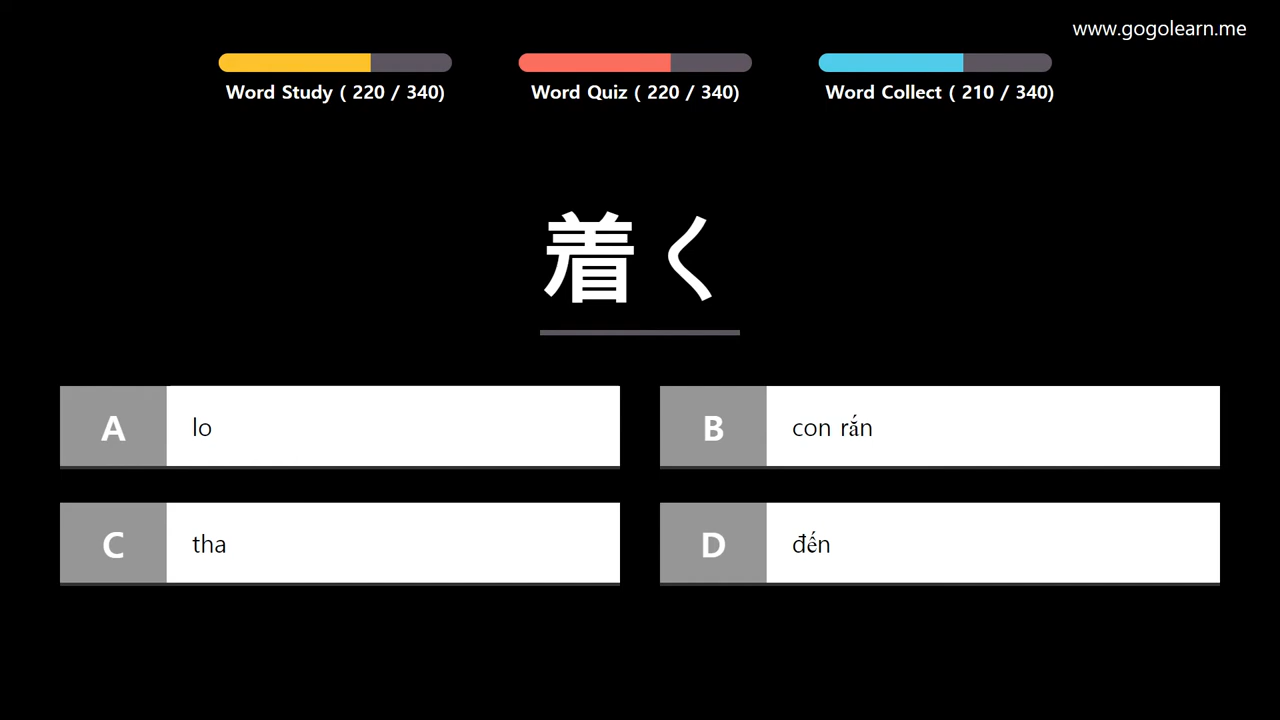 www.gogolearn.me
Word Study ( 220 / 340)
Word Quiz ( 220 / 340)
Word Collect ( 210 / 340)
着く
A lo
B con rắn
C tha
D đến